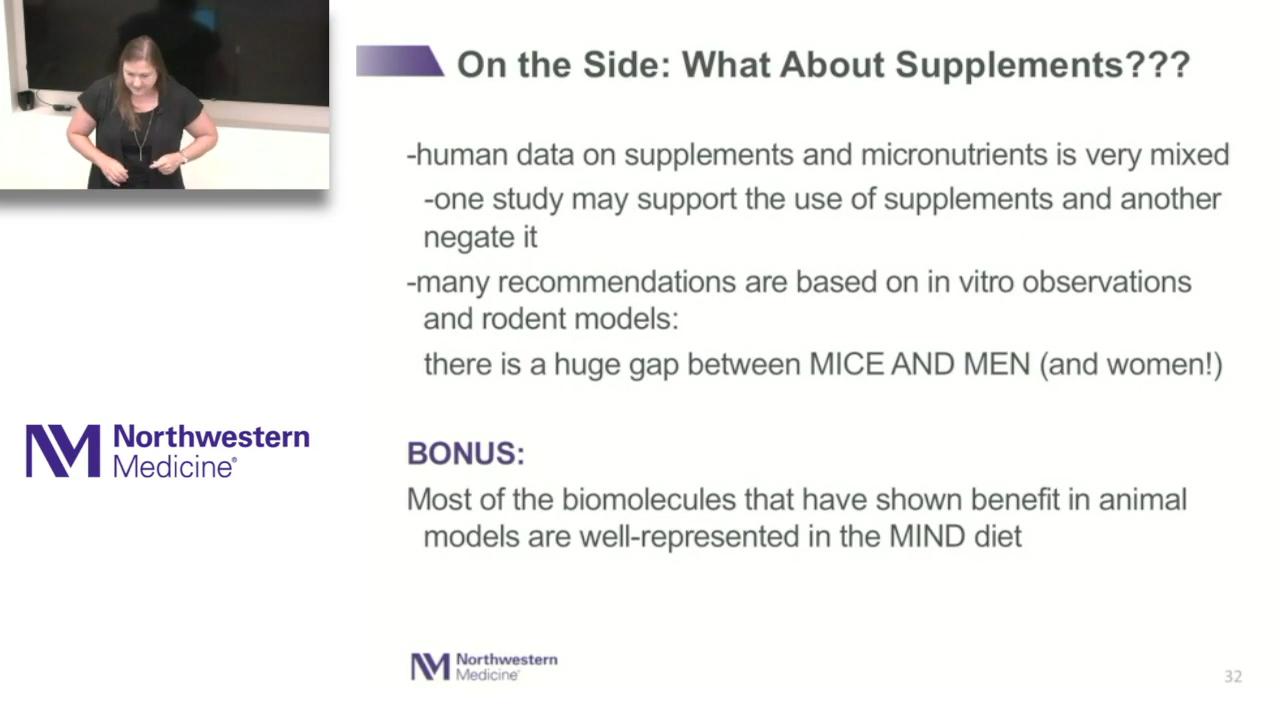 On the Side: What About Supplements???
-human data on supplements and micronutrients is very mixed
-one study may support the use of supplements and another
negate it
-many recommendations are based on in vitro observations
and rodent models:
there is a huge gap between MICE AND MEN (and women!)
Northwestern
Medicine®
BONUS:
Most of the biomolecules that have shown benefit in animal
models are well-represented in the MIND diet
Northwestern
Medicine®
32